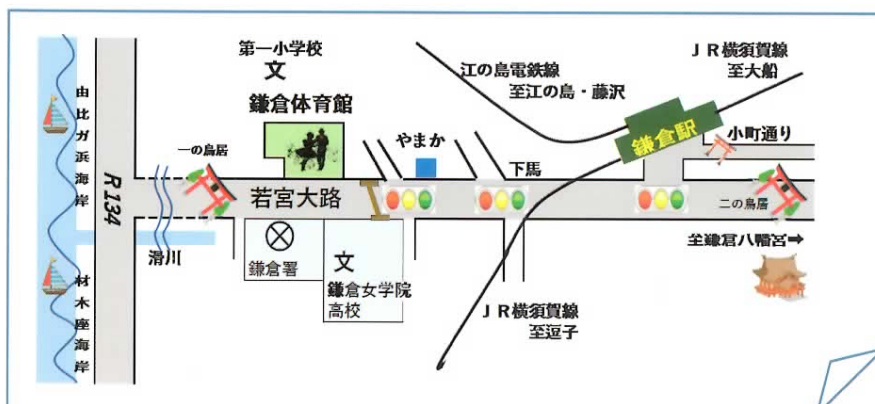 第一小学校
文
鎌倉体育館
江の島電鉄線
至江の島・藤沢
JR横須賀線
至大船
由比ガ浜海岸
R134
一の鳥居
やまか
下馬
鎌倉駅
小町通り
若宮大路
二の鳥居
至鎌倉八幡宮➡
滑川
鎌倉署
文
鎌倉女学院
高校
JR横須賀線
至逗子
材木座海岸